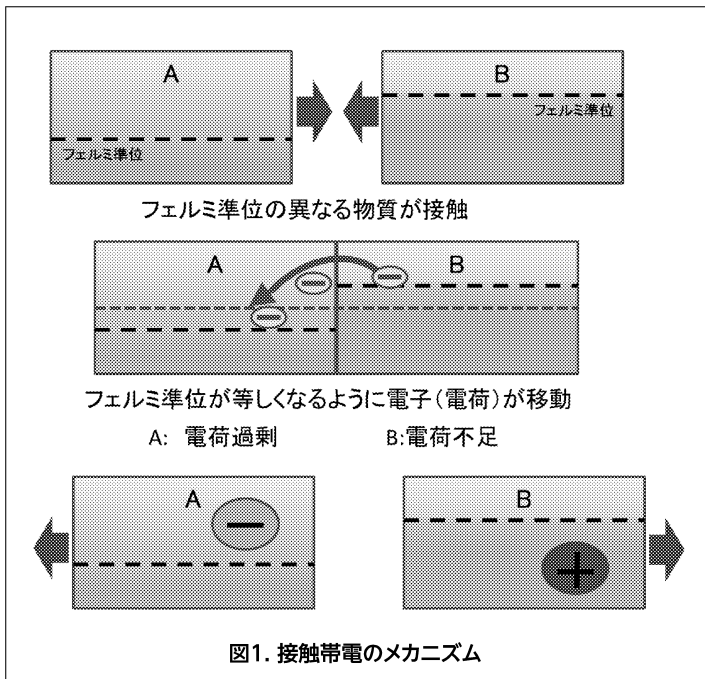 A
B
フェルミ準位
フェルミ準位
フェルミ準位の異なる物質が接触
A
B
フェルミ準位が等しくなるように電子(電荷)が移動
A: 電荷過剰
B:電荷不足
A
B
図1. 接触帯電のメカニズム